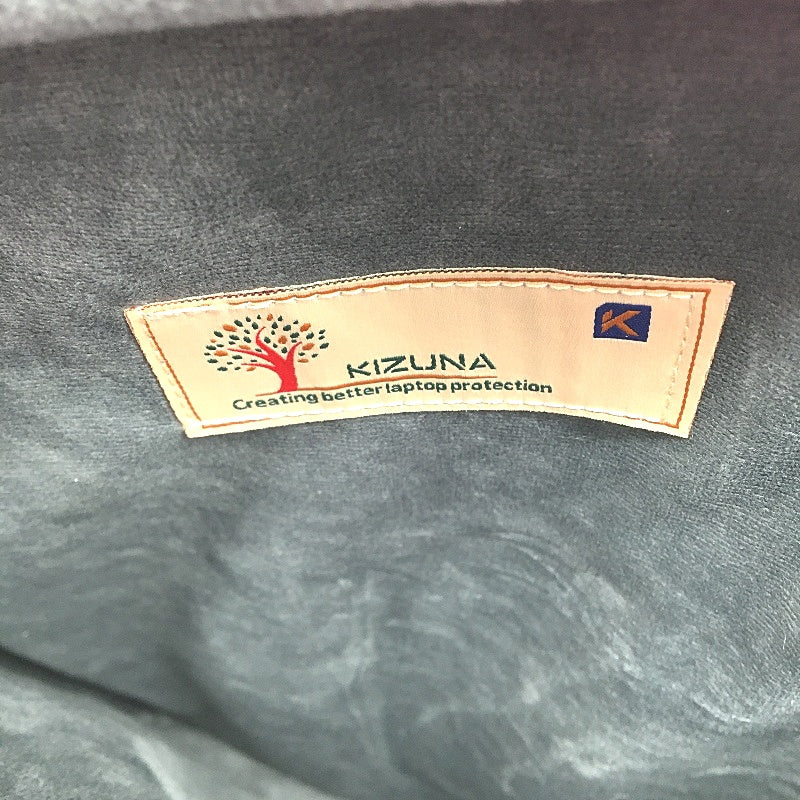 K
KIZUNA
Creating better laptop protection